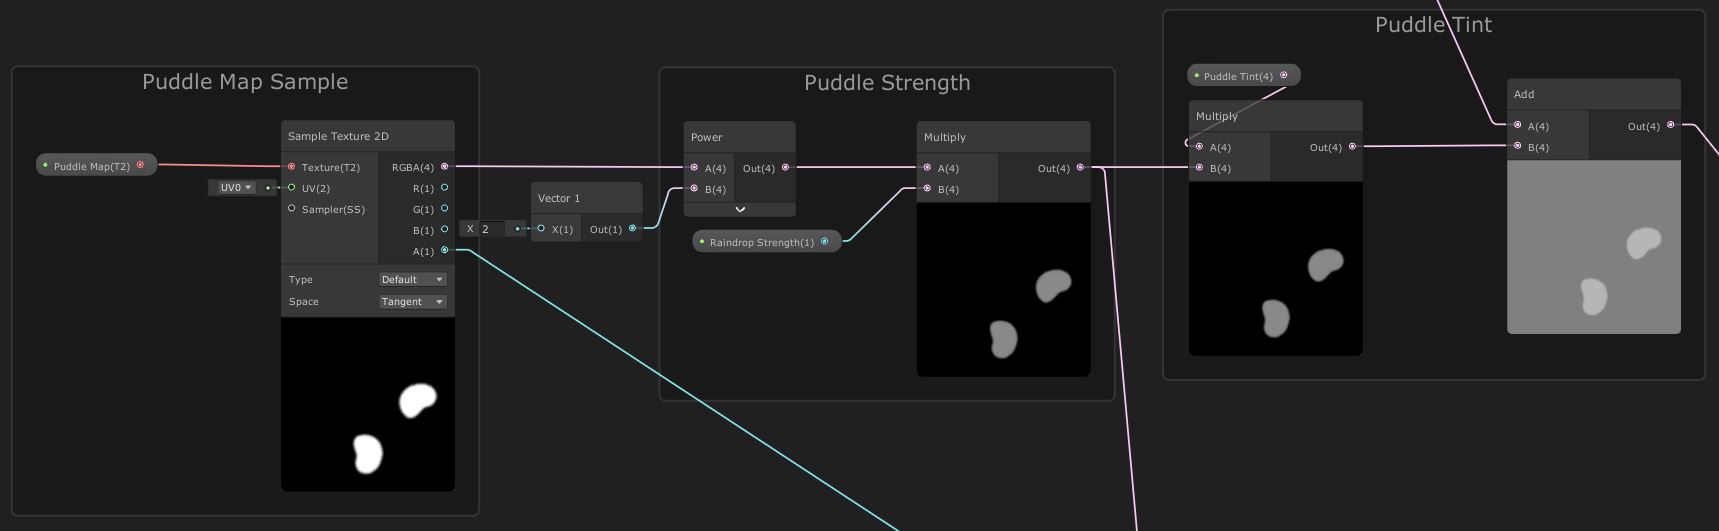 Puddle Map Sample
Puddle Map(T2)
UV0
Sample Texture 2D
Texture(T2)
RGBA(4)
UV(2)
R(1)
Sampler(SS)
G(1)
B(1)
A(1)
Type
Default
Space
Tangent
X 2
Vector 1
X(1)
Out(1)
Puddle Strength
Power
A(4)
Out(4)
B(4)
Raindrop Strength(1)
Multiply
A(4)
Out(4)
B(4)
Puddle Tint
Puddle Tint(4)
Multiply
A(4)
Out(4)
B(4)
Add
A(4)
Out(4)
B(4)